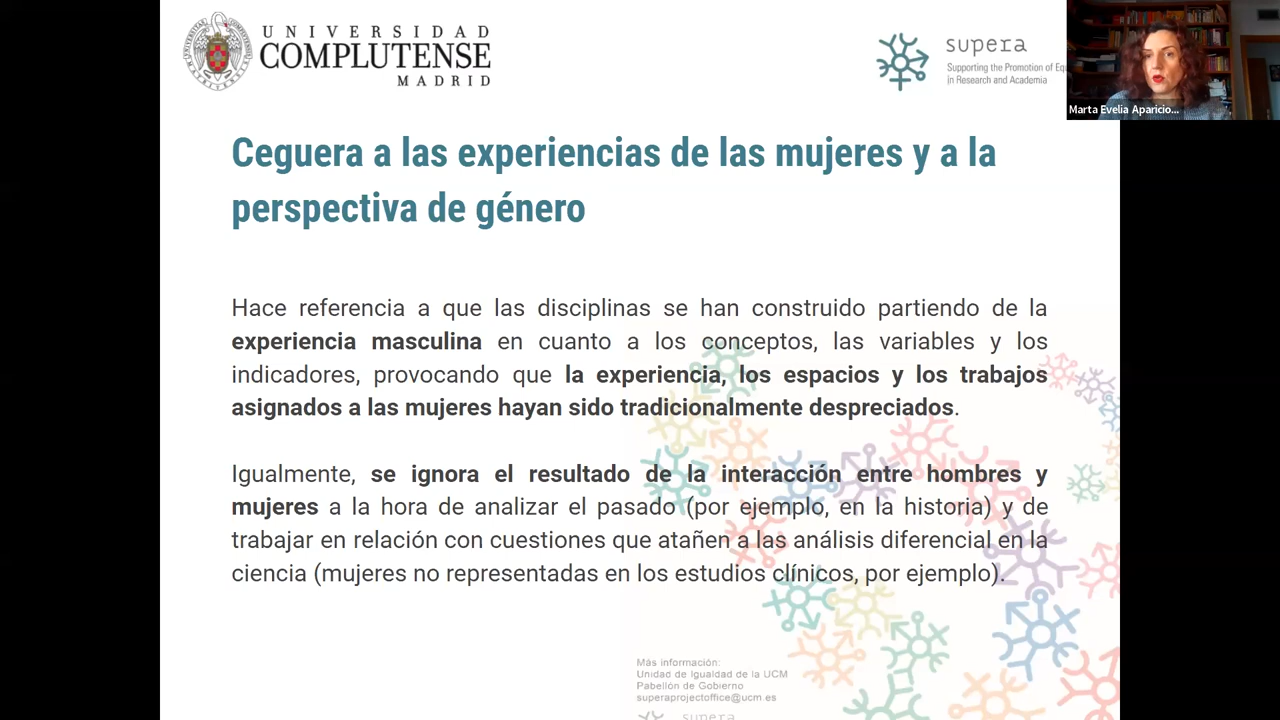 UNIVERSIDAD
COMPLUTENSE
MADRID
supera
Supporting the Promotion of
in Research and Academia
Marta Evelia Aparicio...
Ceguera a las experiencias de las mujeres y a la
perspectiva de género
Hace referencia a que las disciplinas se han construido partiendo de la
experiencia masculina en cuanto a los conceptos, las variables y los
indicadores, provocando que la experiencia, los espacios y los trabajos
asignados a las mujeres hayan sido tradicionalmente despreciados.
Igualmente, se ignora el resultado de la interacción entre hombres y
mujeres a la hora de analizar el pasado (por ejemplo, en la historia) y de
trabajar en relación con cuestiones que atañen a las análisis diferencial en la
ciencia (mujeres no representadas en los estudios clínicos, por ejemplo).
Más información:
Unidad de Igualdad de la UCM
Pabellón de Gobierno
superaprojectoffice@ucm.es
supera